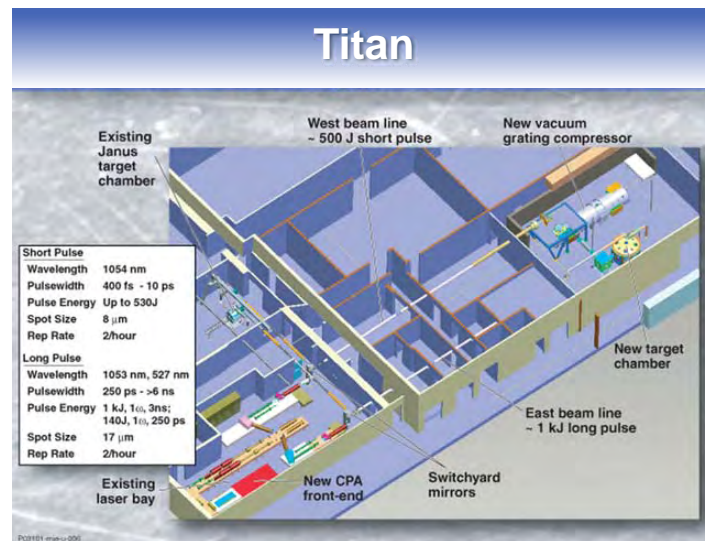 Titan
Existing
Janus
target
chamber
West beam line
~ 500 J short pulse
New vacuum
grating compressor
Short Pulse
Wavelength 1054 nm
Pulsewidth 400 fs - 10 ps
Pulse Energy Up to 530J
Spot Size 8 μm
Rep Rate 2/hour
Long Pulse
Wavelength 1053 nm, 527 nm
Pulsewidth 250 ps - >6 ns
Pulse Energy 1 kJ, 1ω, 3ns;
140J, 1ω, 250 ps
Spot Size 17 μm
Rep Rate 2/hour
New target
chamber
East beam line
~ 1 kJ long pulse
Existing
laser bay
New CPA
front-end
Switchyard
mirrors